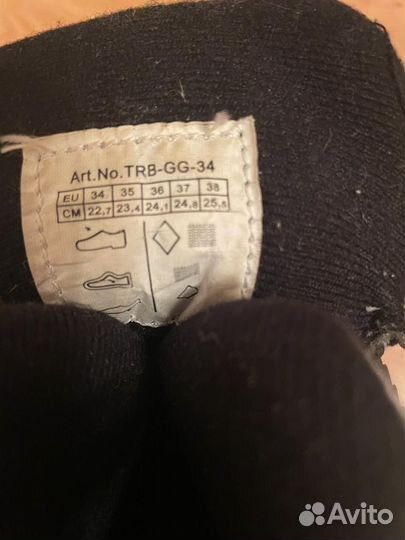 Art.No.TRB-GG-34
EU 34 35 36 37 38
CM 22,7 23,4 24,1 24,8 25,8
Avito